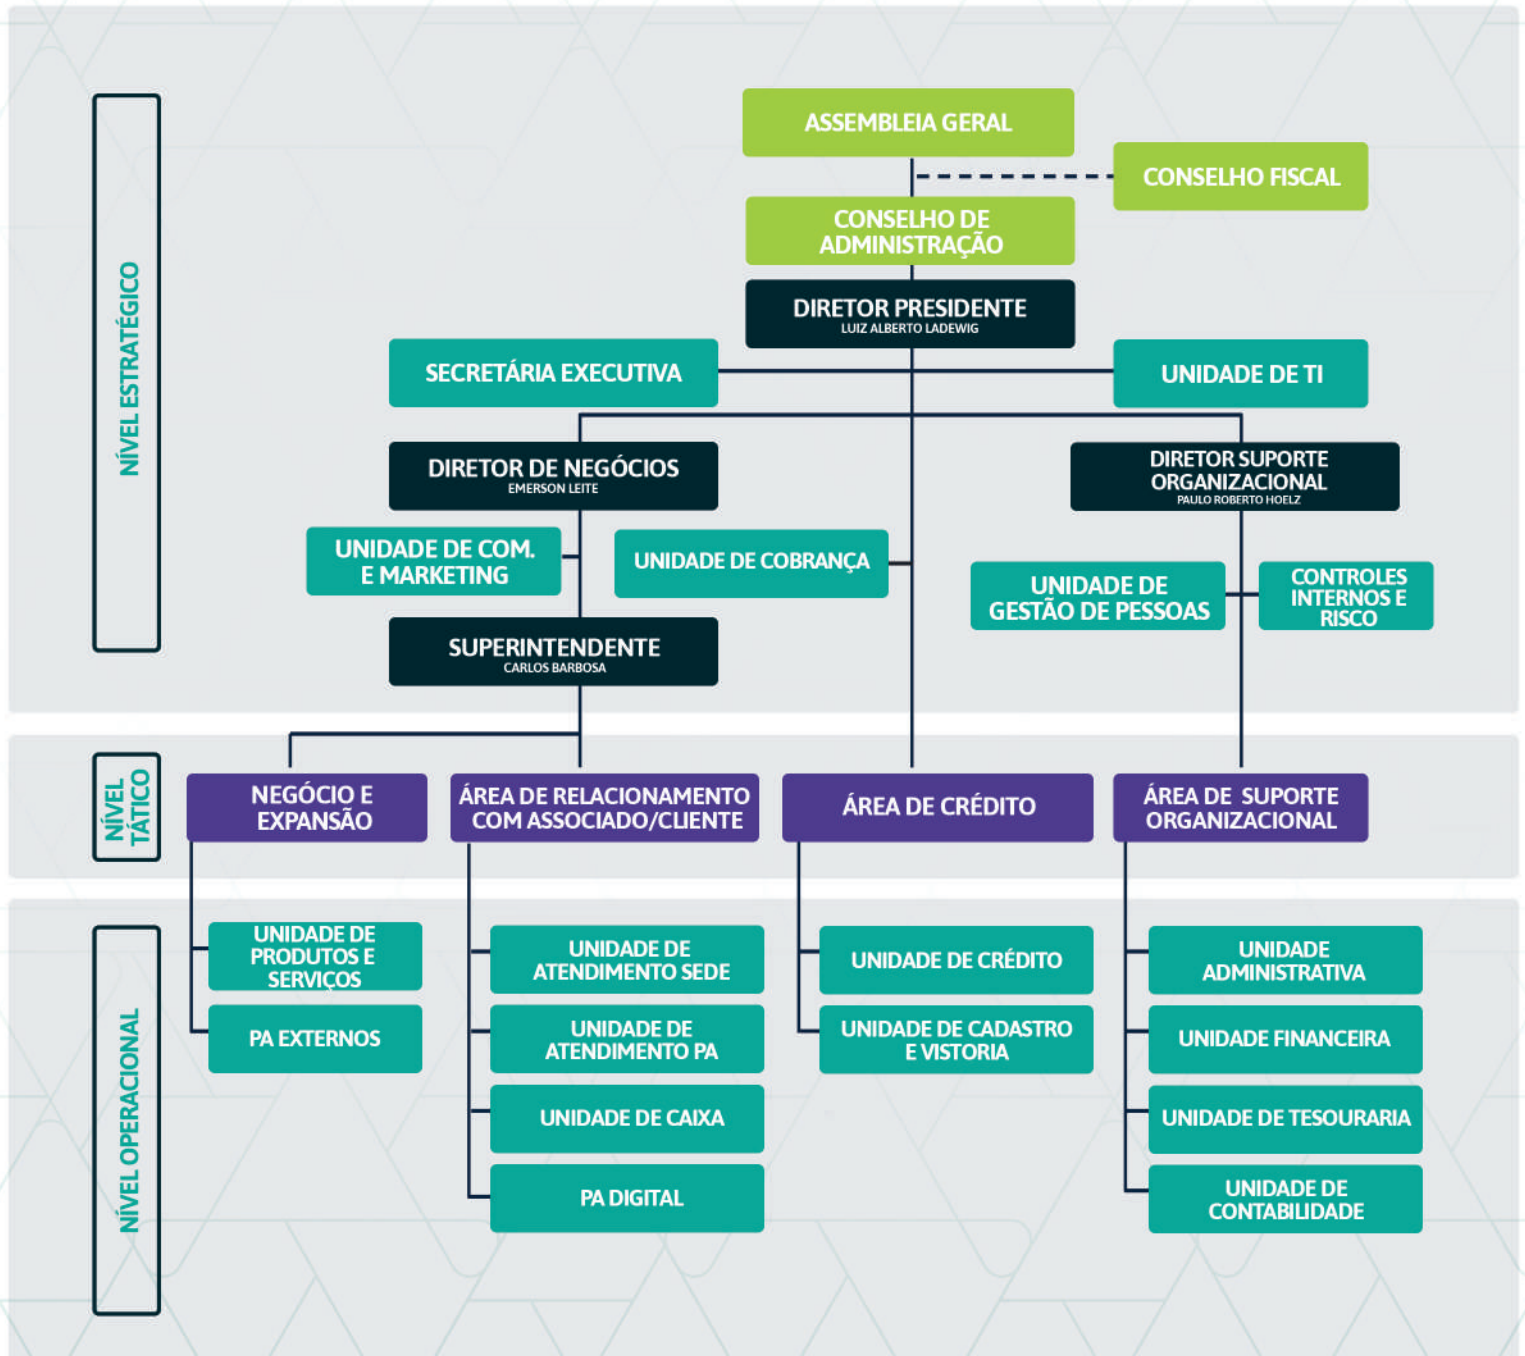 NÍVEL ESTRATÉGICO
ASSEMBLEIA GERAL
CONSELHO FISCAL
CONSELHO DE
ADMINISTRAÇÃO
DIRETOR PRESIDENTE
LUIZ ALBERTO LADEWIG
SECRETÁRIA EXECUTIVA
UNIDADE DE TI
DIRETOR DE NEGÓCIOS
EMERSON LEITE
DIRETOR SUPORTE
ORGANIZACIONAL
PAULO ROBERTO HOELZ
UNIDADE DE COM.
E MARKETING
UNIDADE DE COBRANÇA
UNIDADE DE
GESTÃO DE PESSOAS
CONTROLES
INTERNOS E
RISCO
SUPERINTENDENTE
CARLOS BARBOSA
NÍVEL
TÁTICO
NEGÓCIO E
EXPANSÃO
ÁREA DE RELACIONAMENTO
COM ASSOCIADO/CLIENTE
ÁREA DE CRÉDITO
ÁREA DE SUPORTE
ORGANIZACIONAL
NÍVEL OPERACIONAL
UNIDADE DE
PRODUTOS E
SERVIÇOS
PA EXTERNOS
UNIDADE DE
ATENDIMENTO SEDE
UNIDADE DE
ATENDIMENTO PA
UNIDADE DE CAIXA
PA DIGITAL
UNIDADE DE CRÉDITO
UNIDADE DE CADASTRO
E VISTORIA
UNIDADE
ADMINISTRATIVA
UNIDADE FINANCEIRA
UNIDADE DE TESOURARIA
UNIDADE DE
CONTABILIDADE